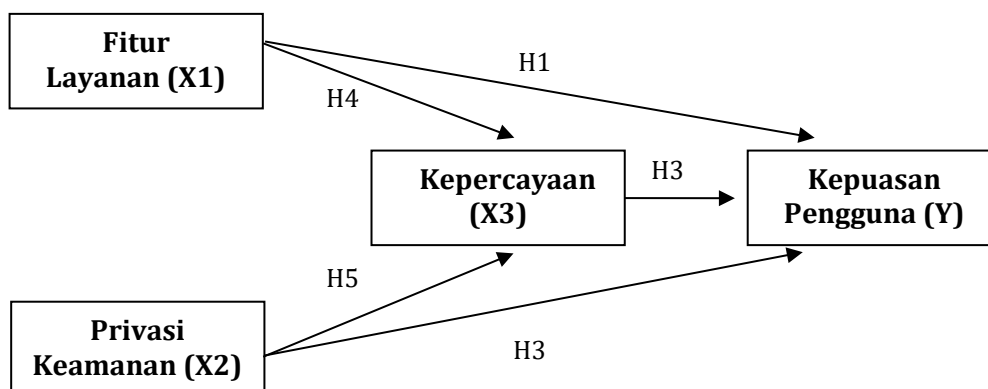 Fitur
Layanan (X1)
H1
H4
Kepercayaan
(X3)
H3
Kepuasan
Pengguna (Y)
H5
Privasi
Keamanan (X2)
H3